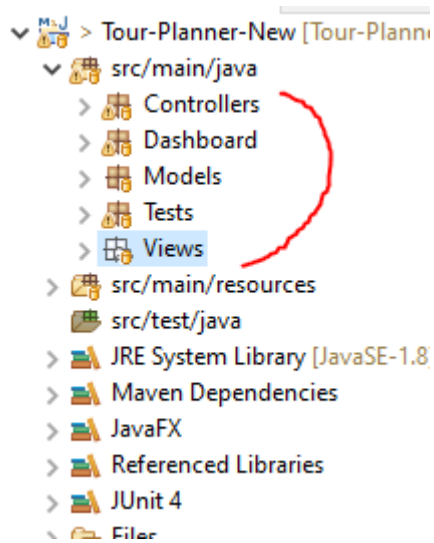 > Tour-Planner-New [Tour-Planne
src/main/java
Controllers
Dashboard
Models
Tests
Views
src/main/resources
src/test/java
JRE System Library [JavaSE-1.8]
Maven Dependencies
JavaFX
Referenced Libraries
JUnit 4
Files